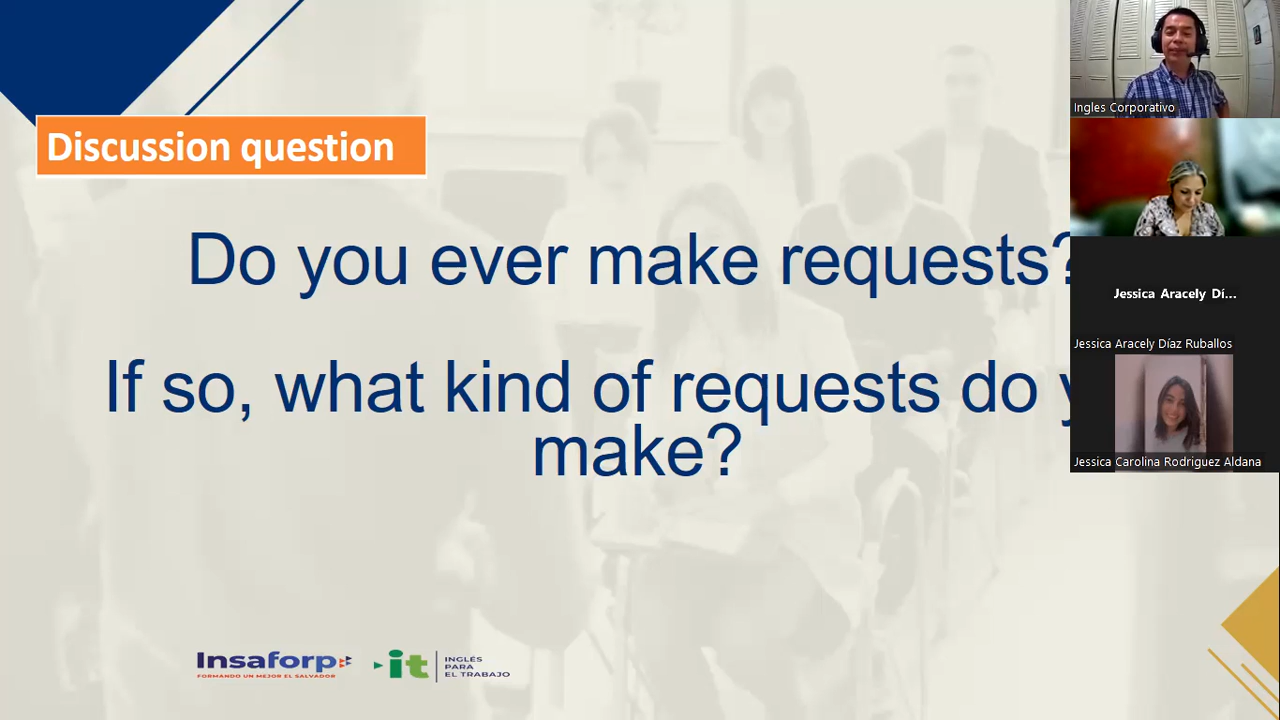 Discussion question
Do you ever make requests?
If so, what kind of requests do
make?
Insaforp
FORMANDO UN MEJOR EL SALVADOR
it
INGLÉS
PARA
EL TRABAJO
Ingles Corporativo
Jessica Aracely Dí...
Jessica Aracely Díaz Ruballos
Jessica Carolina Rodriguez Aldana